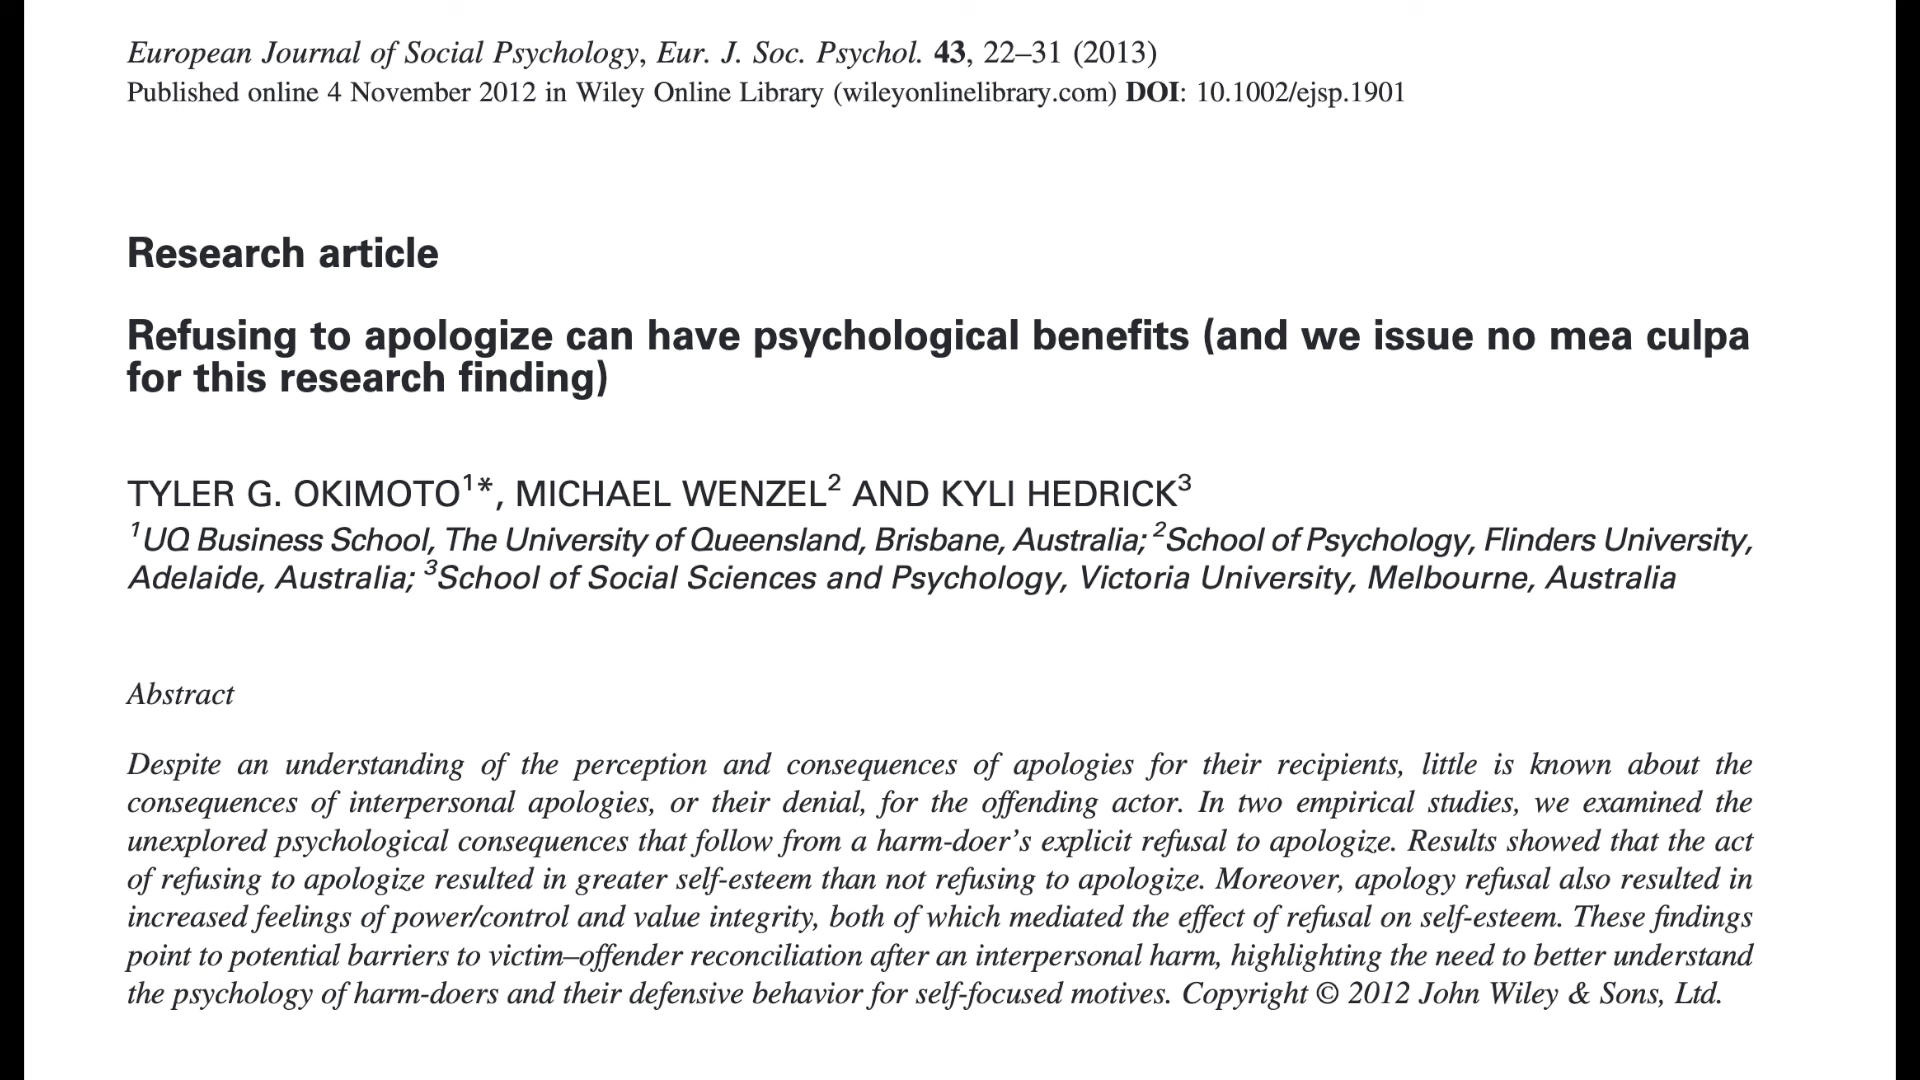 European Journal of Social Psychology, Eur. J. Soc. Psychol. 43, 22–31 (2013)
Published online 4 November 2012 in Wiley Online Library (wileyonlinelibrary.com) DOI: 10.1002/ejsp.1901
Research article
Refusing to apologize can have psychological benefits (and we issue no mea culpa
for this research finding)
TYLER G. OKIMOTO1*, MICHAEL WENZEL2 AND KYLI HEDRICK3
1UQ Business School, The University of Queensland, Brisbane, Australia; 2School of Psychology, Flinders University,
Adelaide, Australia; 3School of Social Sciences and Psychology, Victoria University, Melbourne, Australia
Abstract
Despite an understanding of the perception and consequences of apologies for their recipients, little is known about the
consequences of interpersonal apologies, or their denial, for the offending actor. In two empirical studies, we examined the
unexplored psychological consequences that follow from a harm-doer’s explicit refusal to apologize. Results showed that the act
of refusing to apologize resulted in greater self-esteem than not refusing to apologize. Moreover, apology refusal also resulted in
increased feelings of power/control and value integrity, both of which mediated the effect of refusal on self-esteem. These findings
point to potential barriers to victim–offender reconciliation after an interpersonal harm, highlighting the need to better understand
the psychology of harm-doers and their defensive behavior for self-focused motives. Copyright © 2012 John Wiley & Sons, Ltd.